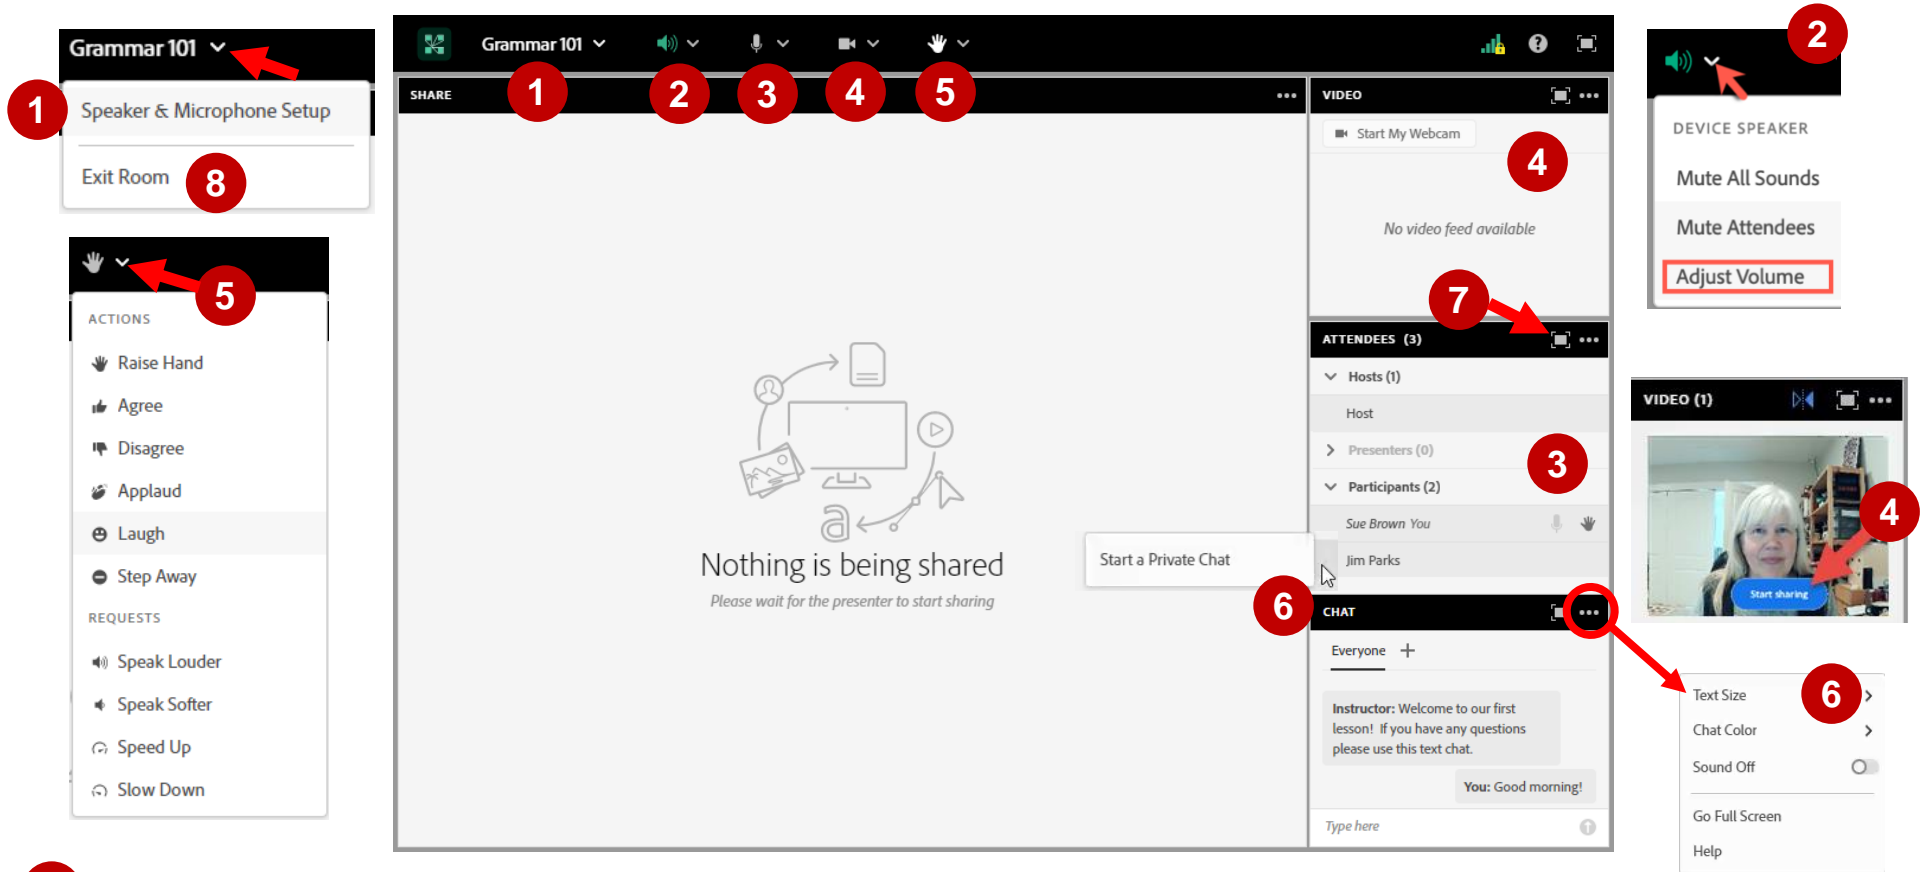 Grammar 101
1
Speaker & Microphone Setup
Exit Room
8
5
ACTIONS
Raise Hand
Agree
Disagree
Applaud
Laugh
Step Away
REQUESTS
Speak Louder
Speak Softer
Speed Up
Slow Down
Grammar 101
1
2
3
4
5
SHARE
Nothing is being shared
Please wait for the presenter to start sharing
VIDEO
Start My Webcam
4
No video feed available
7
ATTENDEES (3)
Hosts (1)
Host
Presenters (0)
3
Participants (2)
Sue Brown You
Jim Parks
Start a Private Chat
6
CHAT
Everyone
Instructor: Welcome to our first
lesson! If you have any questions
please use this text chat.
You: Good morning!
Type here
2
DEVICE SPEAKER
Mute All Sounds
Mute Attendees
Adjust Volume
VIDEO (1)
4
Start sharing
Text Size
6
Chat Color
Sound Off
Go Full Screen
Help